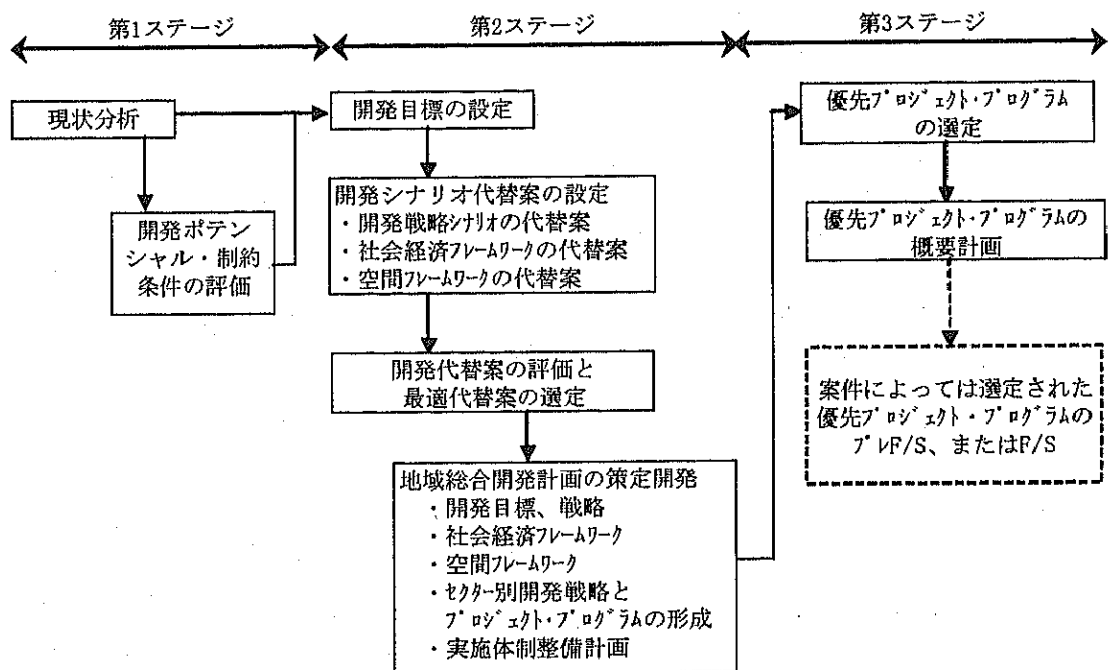 第1ステージ
第2ステージ
第3ステージ
現状分析
開発ポテン
シャル・制約
条件の評価
開発目標の設定
開発シナリオ代替案の設定
・開発戦略シナリオの代替案
・社会経済フレームワークの代替案
・空間フレームワークの代替案
開発代替案の評価と
最適代替案の選定
地域総合開発計画の策定開発
・開発目標、戦略
・社会経済フレームワーク
・空間フレームワーク
・セクター別開発戦略と
プロジェクト・プログラムの形成
・実施体制整備計画
優先プロジェクト・プログラム
の選定
優先プロジェクト・プログラムの
概要計画
案件によっては選定された
優先プロジェクト・プログラムの
プレF/S、またはF/S